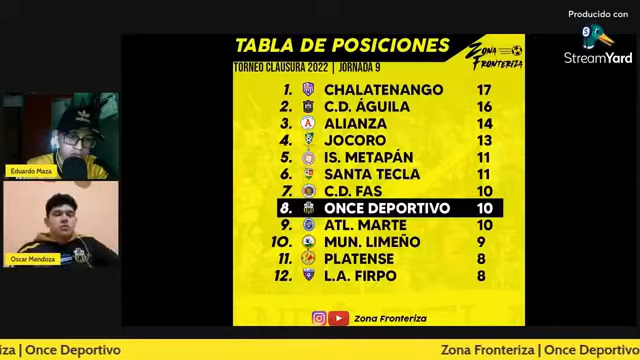 Producido con
StreamYard
TABLA DE POSICIONES
ZONA
FRONTERIZA
TORNEO CLAUSURA 2022 | JORNADA 9
1. CHALATENANGO 17
2. C.D. ÁGUILA 16
3. ALIANZA 14
4. JOCORO 13
5. IS. METAPÁN 11
6. SANTA TECLA 11
7. C.D. FAS 10
8. ONCE DEPORTIVO 10
9. ATL. MARTE 10
10. MUN. LIMEÑO 9
11. PLATENSE 8
12. L.A. FIRPO 8
Eduardo Maza
Oscar Mendoza
Zona Fronteriza
iza | Once Deportivo
Zona Fronteriza | Once Deportivo